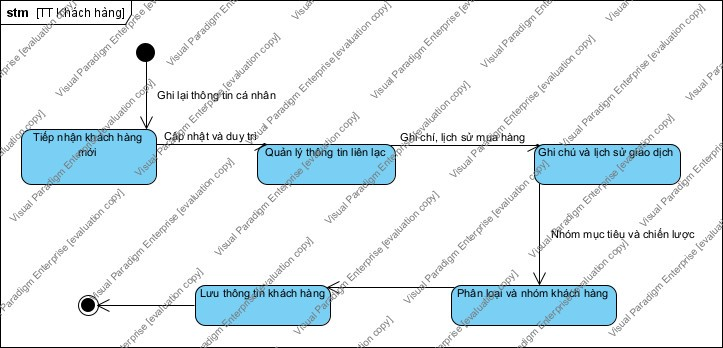 stm [TT Khách hàng]
Ghi lại thông tin cá nhân
Tiếp nhận khách hàng
mới
Cập nhật và duy trì
Quản lý thông tin liên lạc
Ghi chí, lịch sử mua hàng
Ghi chú và lịch sử giao dịch
Nhóm mục tiêu và chiến lược
Lưu thông tin khách hàng
Phân loại và nhóm khách hàng
Visual Paradigm Enterprise [evaluation copy]